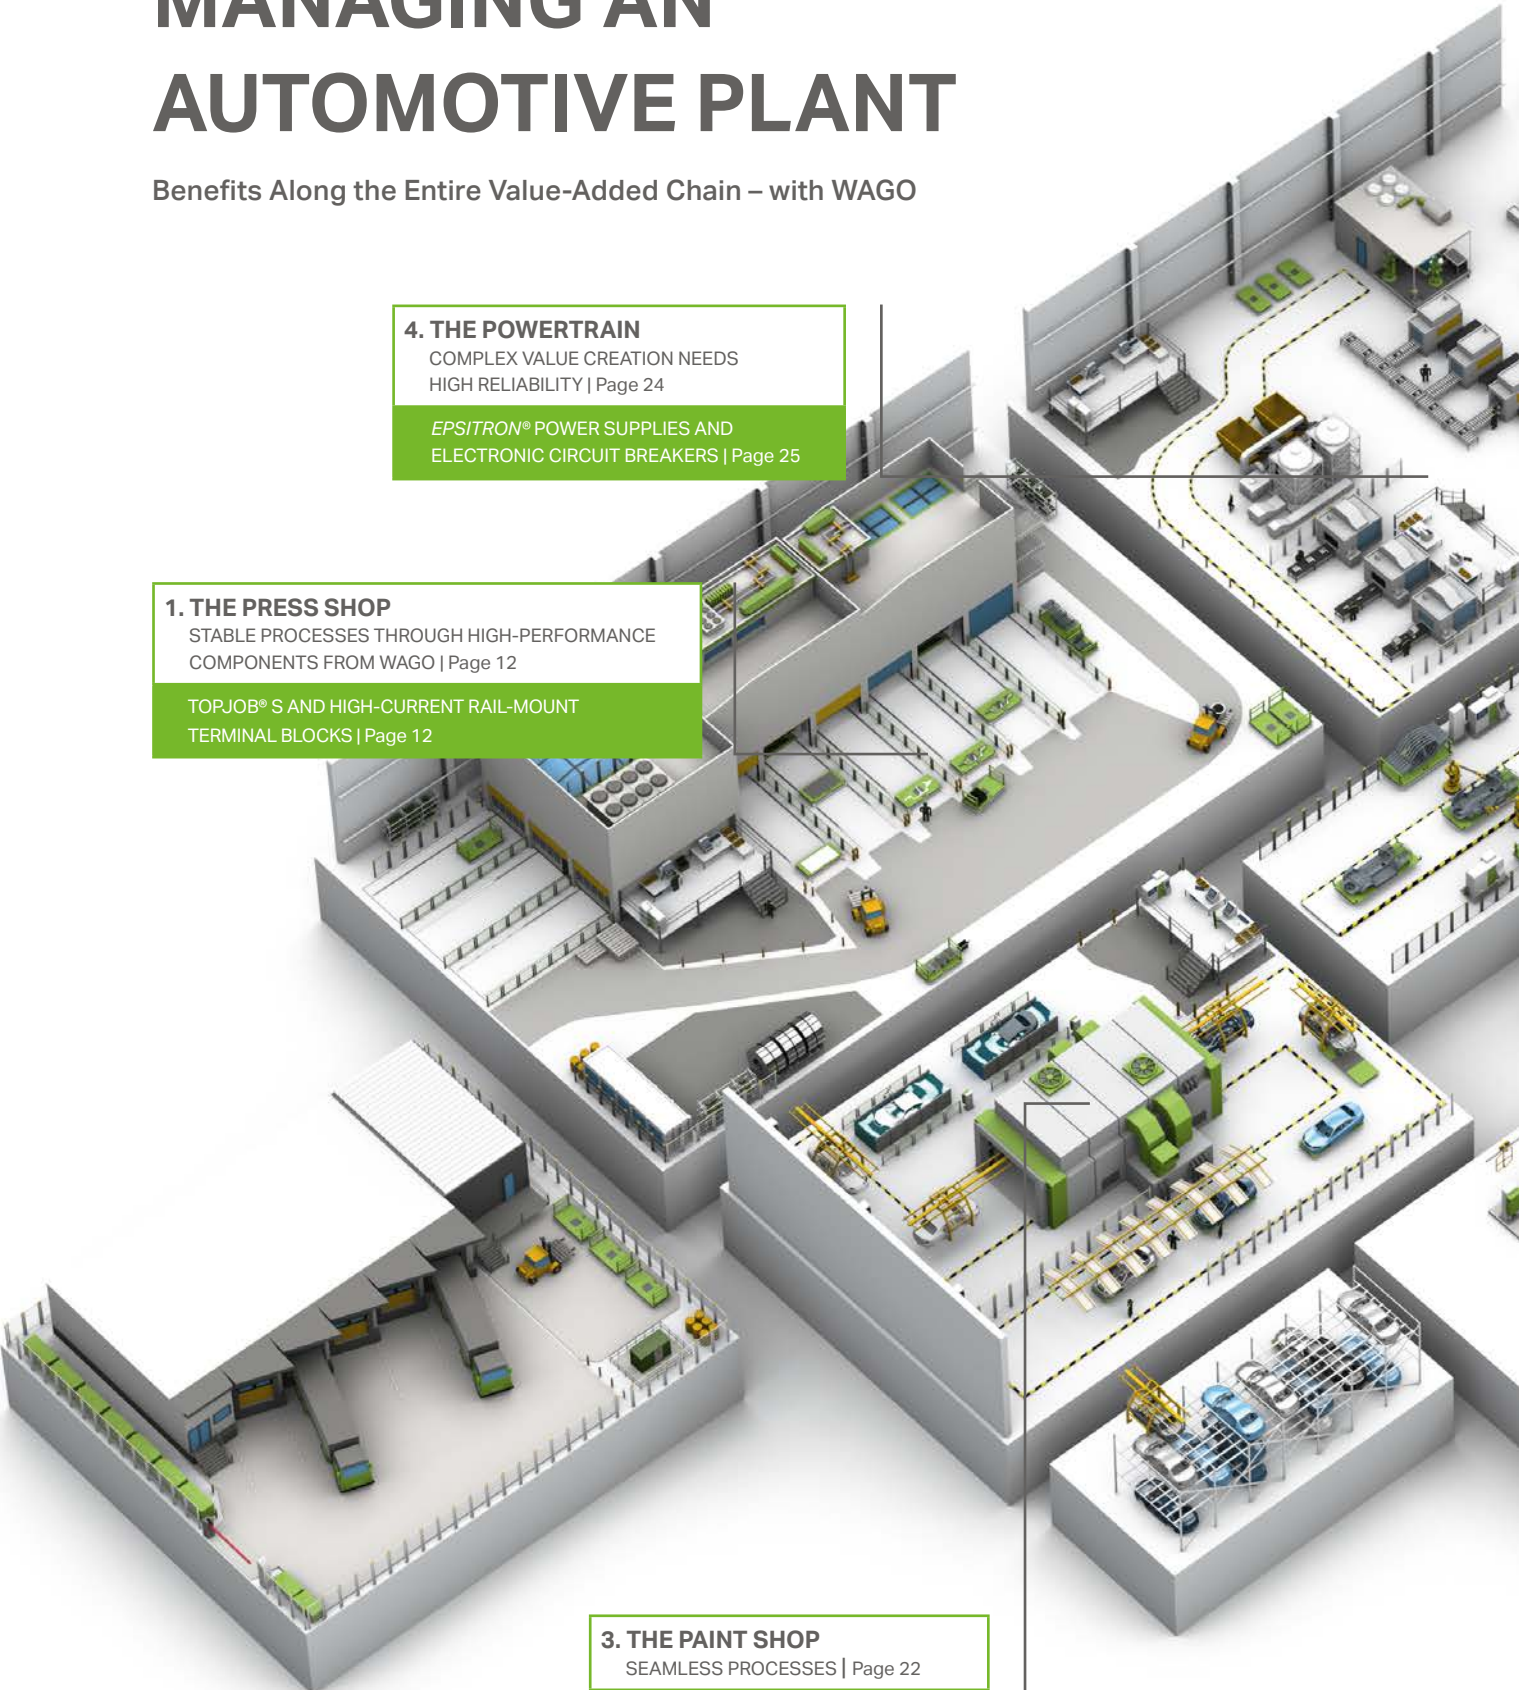 MANAGING AN
AUTOMOTIVE PLANT
Benefits Along the Entire Value-Added Chain – with WAGO
4. THE POWERTRAIN
COMPLEX VALUE CREATION NEEDS
HIGH RELIABILITY | Page 24
EPSITRON® POWER SUPPLIES AND
ELECTRONIC CIRCUIT BREAKERS | Page 25
1. THE PRESS SHOP
STABLE PROCESSES THROUGH HIGH-PERFORMANCE
COMPONENTS FROM WAGO | Page 12
TOPJOB® S AND HIGH-CURRENT RAIL-MOUNT
TERMINAL BLOCKS | Page 12
3. THE PAINT SHOP
SEAMLESS PROCESSES | Page 22